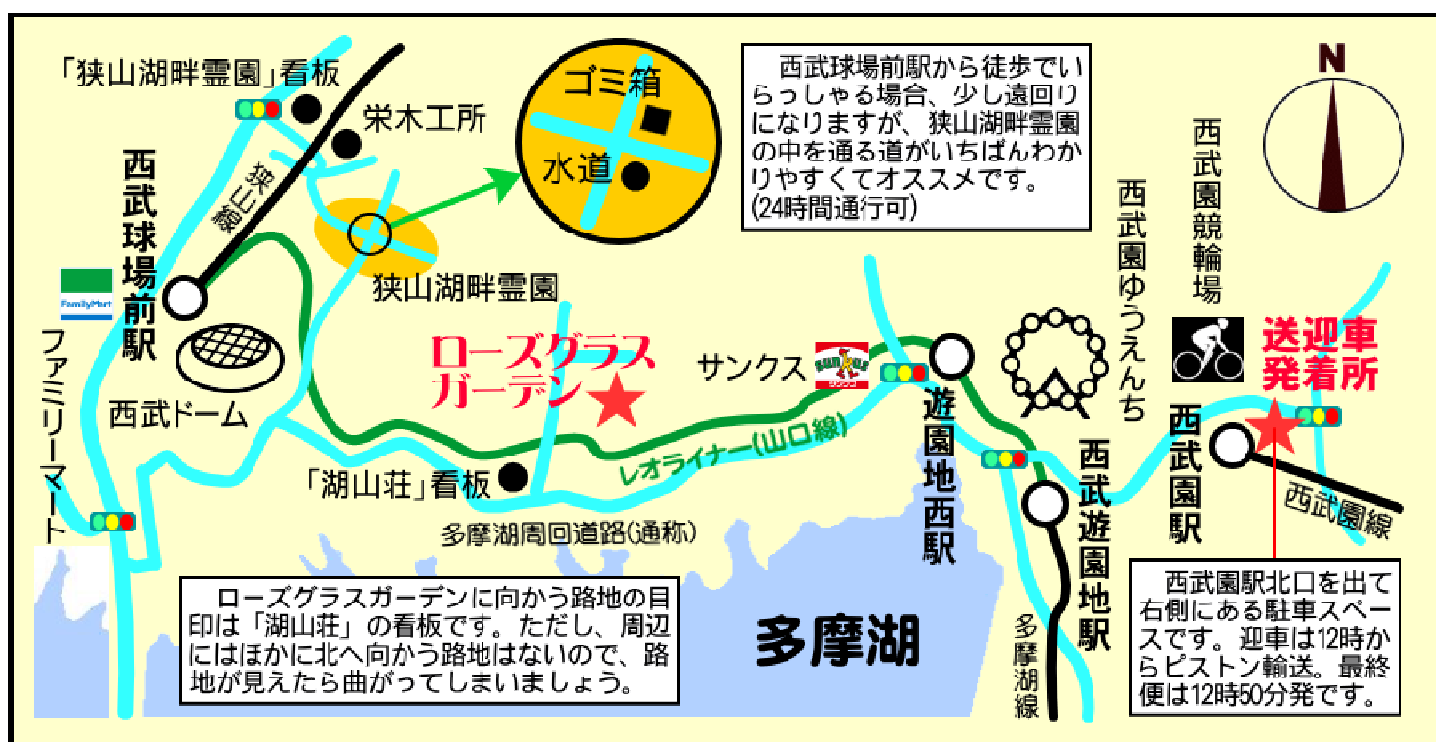 「狭山湖畔霊園」看板
栄木工所
狭山線
西武球場前駅
FamilyMart
ファミリーマート
西武ドーム
ゴミ箱
水道
狭山湖畔霊園
西武球場前駅から徒歩でい
らっしゃる場合、少し遠回り
になりますが、狭山湖畔霊園
の中を通る道がいちばんわか
りやすくてオススメです。
(24時間通行可)
N
西武園競輪場
西武園ゆうえんち
ローズグラス
ガーデン
サンクス
sunkus
サンクス
送迎車
発着所
レオライナー(山口線)
遊園地西駅
西武遊園地駅
西武園駅
西武園線
「湖山荘」看板
多摩湖周回道路(通称)
ローズグラスガーデンに向かう路地の目
印は「湖山荘」の看板です。ただし、周辺
にはほかに北へ向かう路地はないので、路
地が見えたら曲がってしまいましょう。
多摩湖
多摩湖線
西武園駅北口を出て
右側にある駐車スペー
スです。迎車は12時か
らピストン輸送。最終
便は12時50分発です。